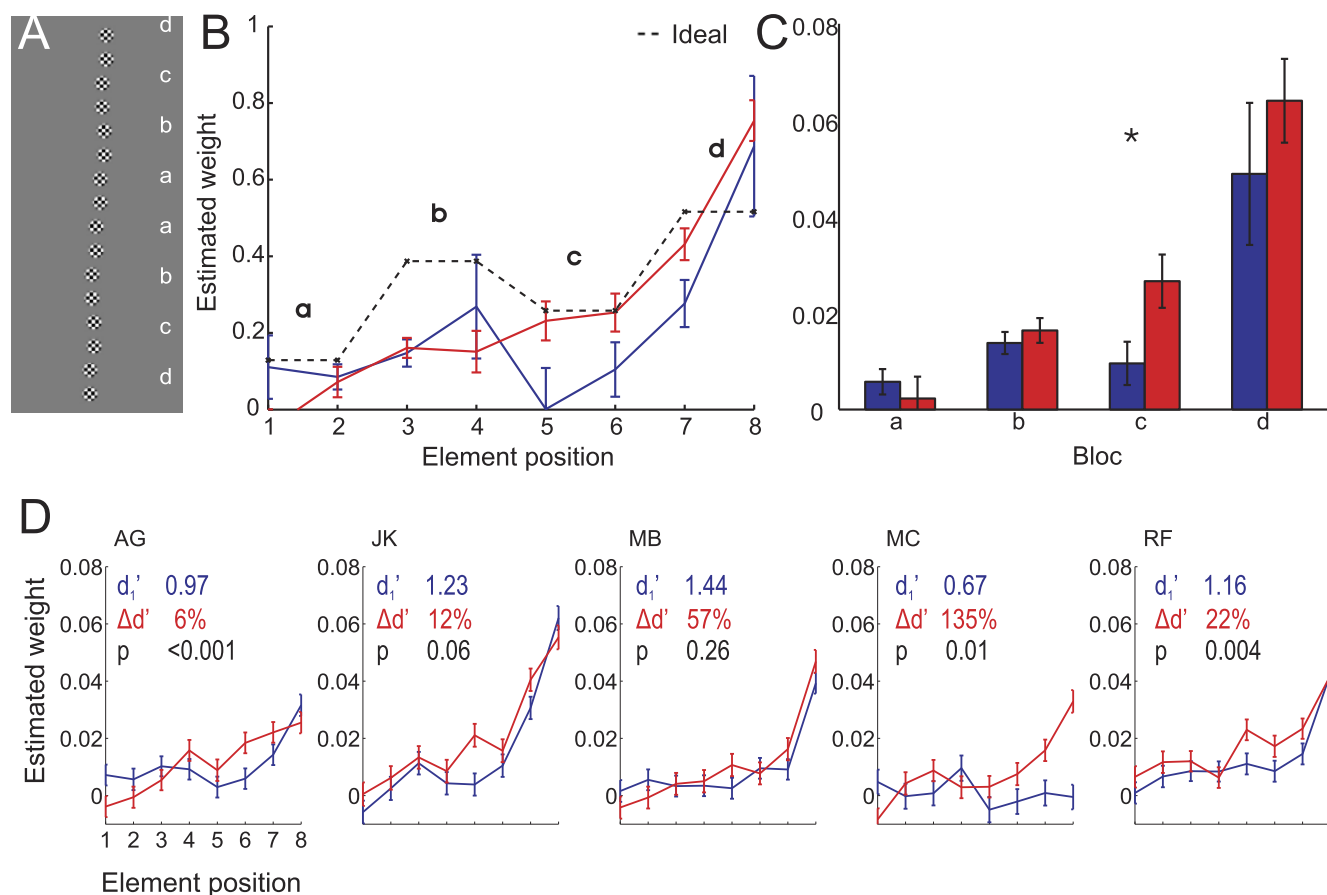 A
d
c
b
a
a
b
c
d
B
1
0.8
0.6
0.4
0.2
0
Estimated weight
Ideal
a
b
c
d
1 2 3 4 5 6 7 8
Element position
C
0.08
0.06
0.04
0.02
0
*
a b c d
Bloc
D
AG
0.08
0.06
0.04
0.02
0
Estimated weight
d₁' 0.97
Δd' 6%
p <0.001
1 2 3 4 5 6 7 8
Element position
JK
0.08
0.06
0.04
0.02
0
d₁' 1.23
Δd' 12%
p 0.06
MB
0.08
0.06
0.04
0.02
0
d₁' 1.44
Δd' 57%
p 0.26
MC
0.08
0.06
0.04
0.02
0
d₁' 0.67
Δd' 135%
p 0.01
RF
0.08
0.06
0.04
0.02
0
d₁' 1.16
Δd' 22%
p 0.004